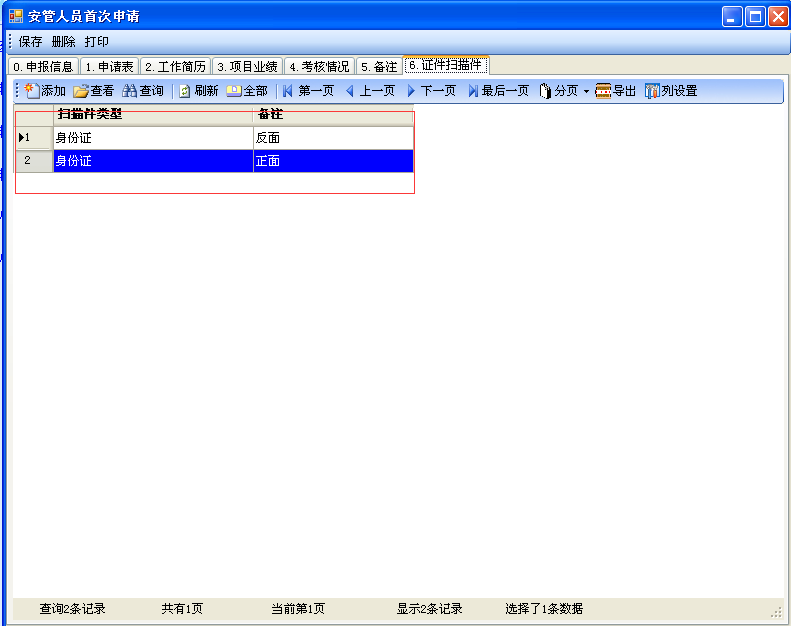 安管人员首次申请
保存 删除 打印
0.申报信息 1.申请表 2.工作简历 3.项目业绩 4.考核情况 5.备注 6.证件扫描件
添加 查看 查询 刷新 全部 第一页 上一页 下一页 最后一页 分页 导出 列设置
扫描件类型 备注
1 身份证 反面
2 身份证 正面
查询2条记录 共有1页 当前第1页 显示2条记录 选择了1条数据